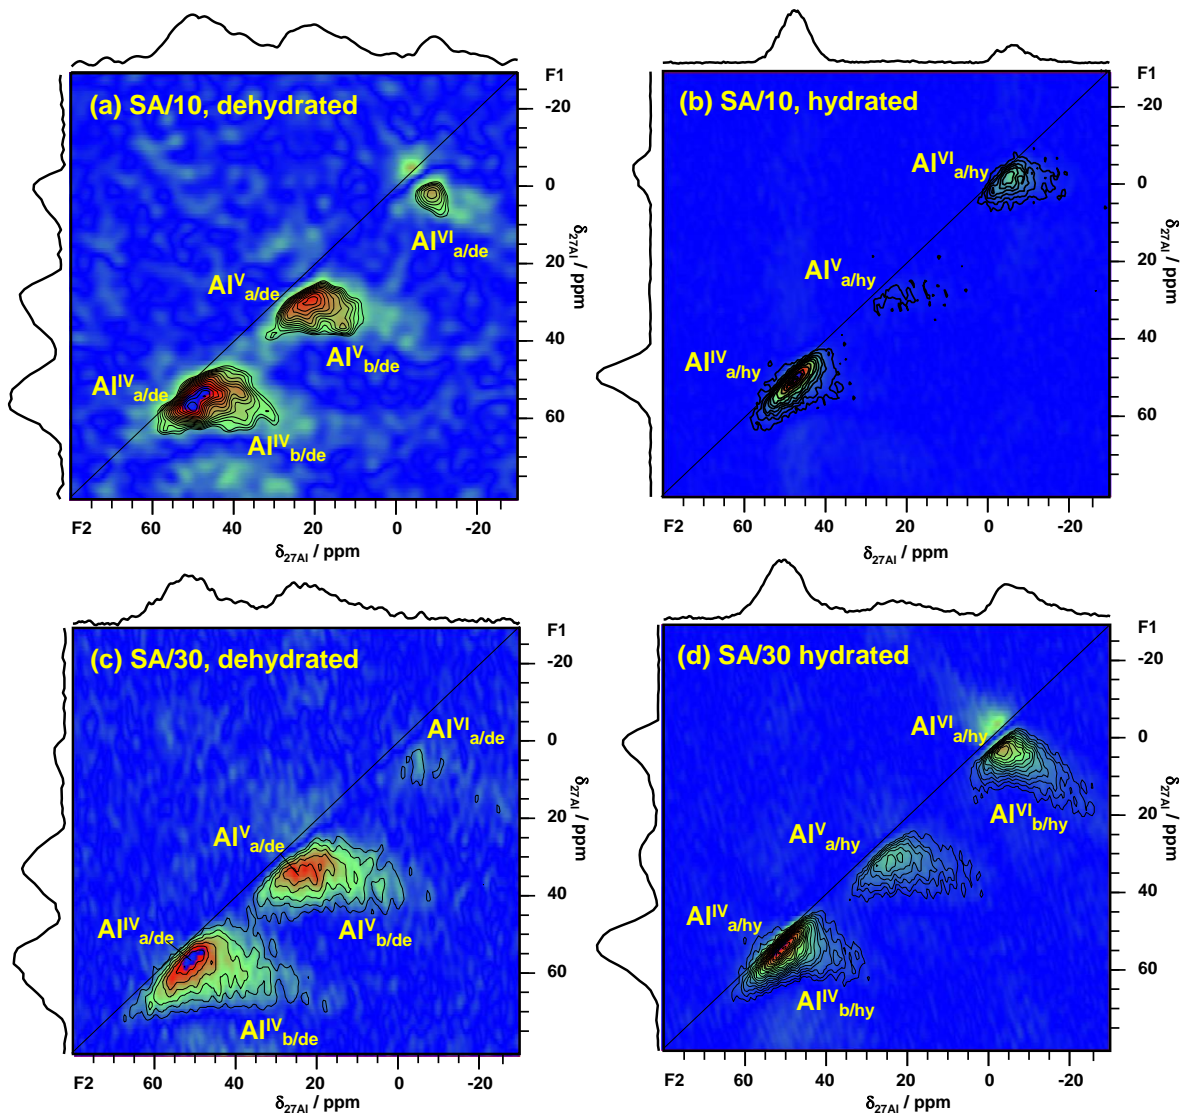 (a) SA/10, dehydrated
F1
-20
0
20
40
60
δ27Al / ppm
AlVIa/de
AlVa/de
AlVb/de
AlIVa/de
AlIVb/de
F2 60 40 20 0 -20
δ27Al / ppm
(b) SA/10, hydrated
F1
-20
0
20
40
60
δ27Al / ppm
AlVIa/hy
AlVa/hy
AlIVa/hy
F2 60 40 20 0 -20
δ27Al / ppm
(c) SA/30, dehydrated
F1
-20
0
20
40
60
δ27Al / ppm
AlVIa/de
AlVa/de
AlVb/de
AlIVa/de
AlIVb/de
F2 60 40 20 0 -20
δ27Al / ppm
(d) SA/30 hydrated
F1
-20
0
20
40
60
δ27Al / ppm
AlVIa/hy
AlVIb/hy
AlVa/hy
AlIVa/hy
AlIVb/hy
F2 60 40 20 0 -20
δ27Al / ppm